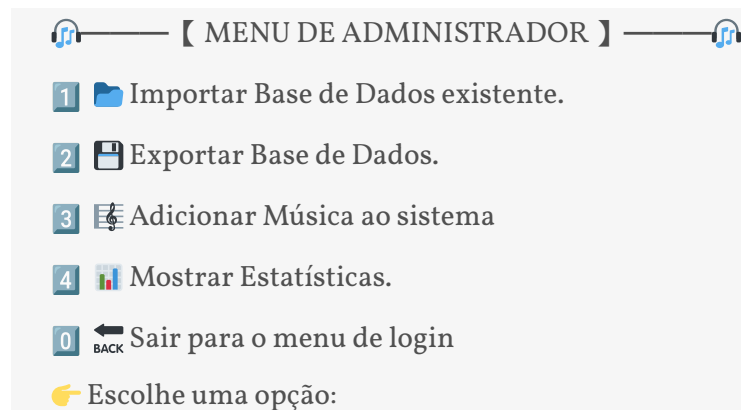 🎧——— 【 MENU DE ADMINISTRADOR 】 ———🎧
1️⃣ 📂 Importar Base de Dados existente.
2️⃣ 💾 Exportar Base de Dados.
3️⃣ 🎼 Adicionar Música ao sistema
4️⃣ 📊 Mostrar Estatísticas.
0️⃣ 🔙 Sair para o menu de login
👉 Escolhe uma opção: